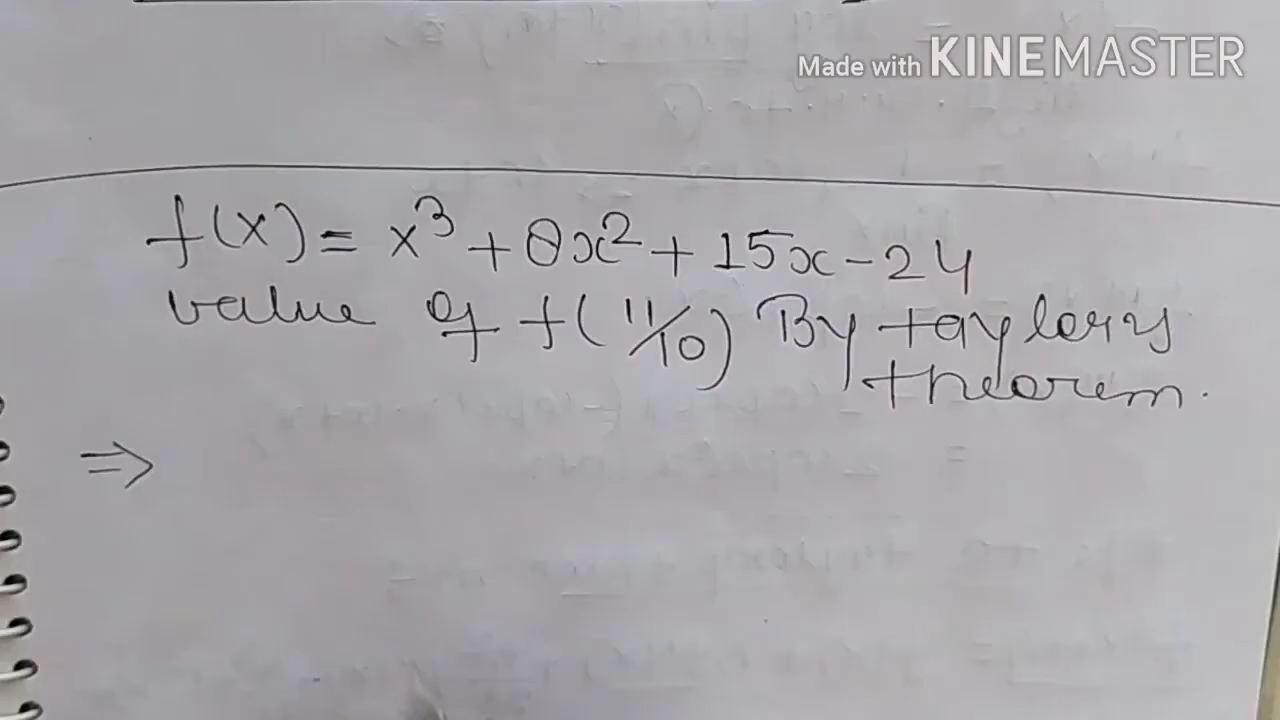 Made with KINEMASTER
f(x) = x³ + 8x² + 15x - 24
value of f(11/10) By taylor's
theorem.
⇒